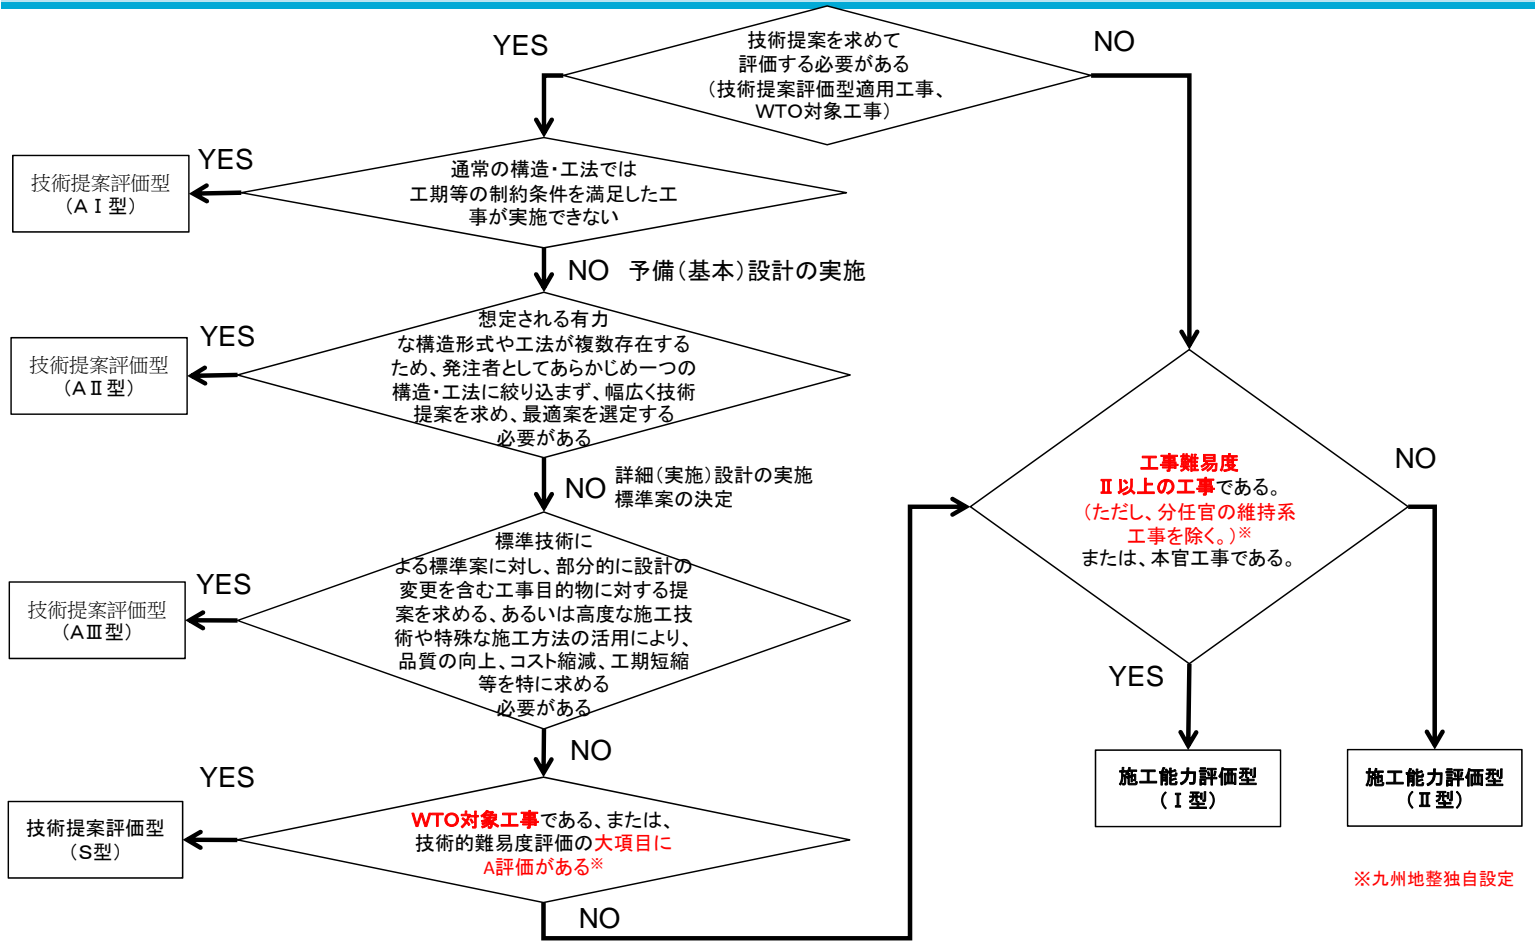 YES
技術提案を求めて
評価する必要がある
（技術提案評価型適用工事、
WTO対象工事）
NO
YES
技術提案評価型
（AⅠ型）
通常の構造・工法では
工期等の制約条件を満足した工
事が実施できない
NO 予備（基本）設計の実施
YES
技術提案評価型
（AⅡ型）
想定される有力
な構造形式や工法が複数存在する
ため、発注者としてあらかじめ一つの
構造・工法に絞り込まず、幅広く技術
提案を求め、最適案を選定する
必要がある
NO
詳細（実施）設計の実施
標準案の決定
YES
技術提案評価型
（AⅢ型）
標準技術に
よる標準案に対し、部分的に設計の
変更を含む工事目的物に対する提
案を求める、あるいは高度な施工技
術や特殊な施工方法の活用により、
品質の向上、コスト縮減、工期短縮
等を特に求める
必要がある
NO
YES
技術提案評価型
（S型）
WTO対象工事である、または、
技術的難易度評価の大項目に
A評価がある※
NO
工事難易度
Ⅱ以上の工事である。
（ただし、分任官の維持系
工事を除く。）※
または、本官工事である。
NO
YES
施工能力評価型
（Ⅰ型）
施工能力評価型
（Ⅱ型）
※九州地整独自設定